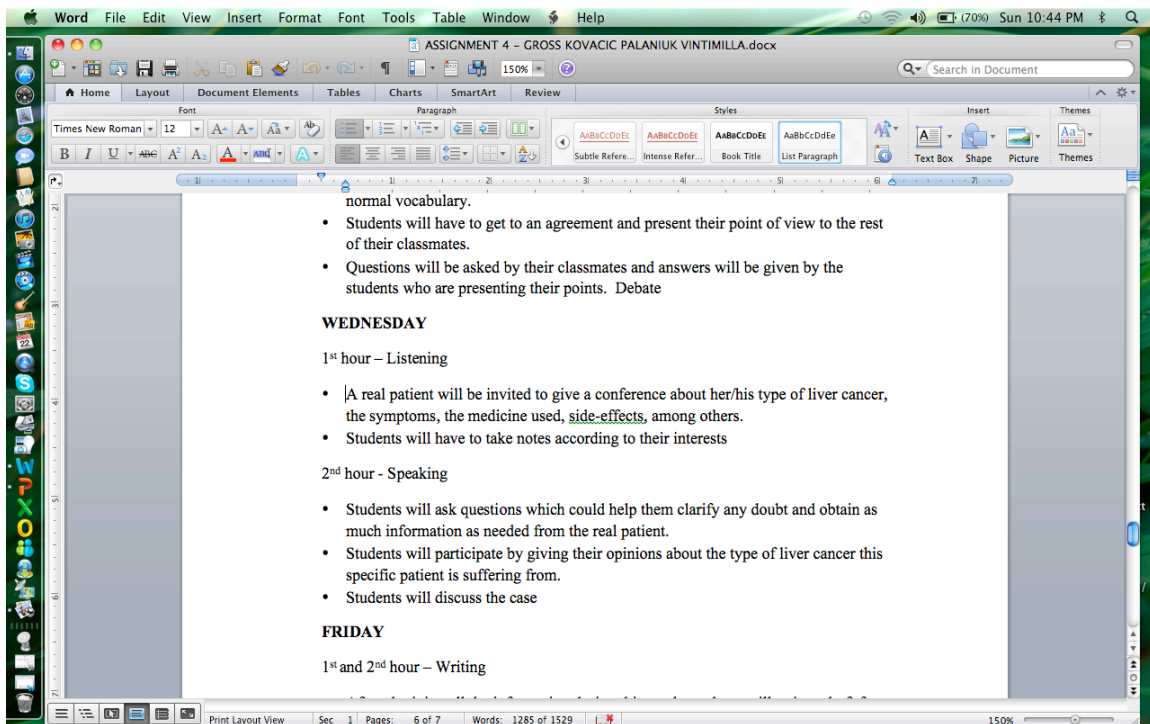 Word File Edit View Insert Format Font Tools Table Window Help (70%) Sun 10:44 PM
ASSIGNMENT 4 – GROSS KOVACIC PALANIUK VINTIMILLA.docx
150% Search in Document
Home Layout Document Elements Tables Charts SmartArt Review
Font Paragraph Styles Insert Themes
Times New Roman 12 A A Aa Ab AaBbCcDdEe AaBbCcDdEe AaBbCcDdEe AaBbCcDdEe Aa
B I U ABC A² A₂ A ABC A Subtle Refere... Intense Refer... Book Title List Paragraph Text Box Shape Picture Themes
normal vocabulary.
• Students will have to get to an agreement and present their point of view to the rest
of their classmates.
• Questions will be asked by their classmates and answers will be given by the
students who are presenting their points.  Debate
WEDNESDAY
1st hour – Listening
• A real patient will be invited to give a conference about her/his type of liver cancer,
the symptoms, the medicine used, side-effects, among others.
• Students will have to take notes according to their interests
2nd hour - Speaking
• Students will ask questions which could help them clarify any doubt and obtain as
much information as needed from the real patient.
• Students will participate by giving their opinions about the type of liver cancer this
specific patient is suffering from.
• Students will discuss the case
FRIDAY
1st and 2nd hour – Writing
Print Layout View Sec 1 Pages: 6 of 7 Words: 1285 of 1529 150%